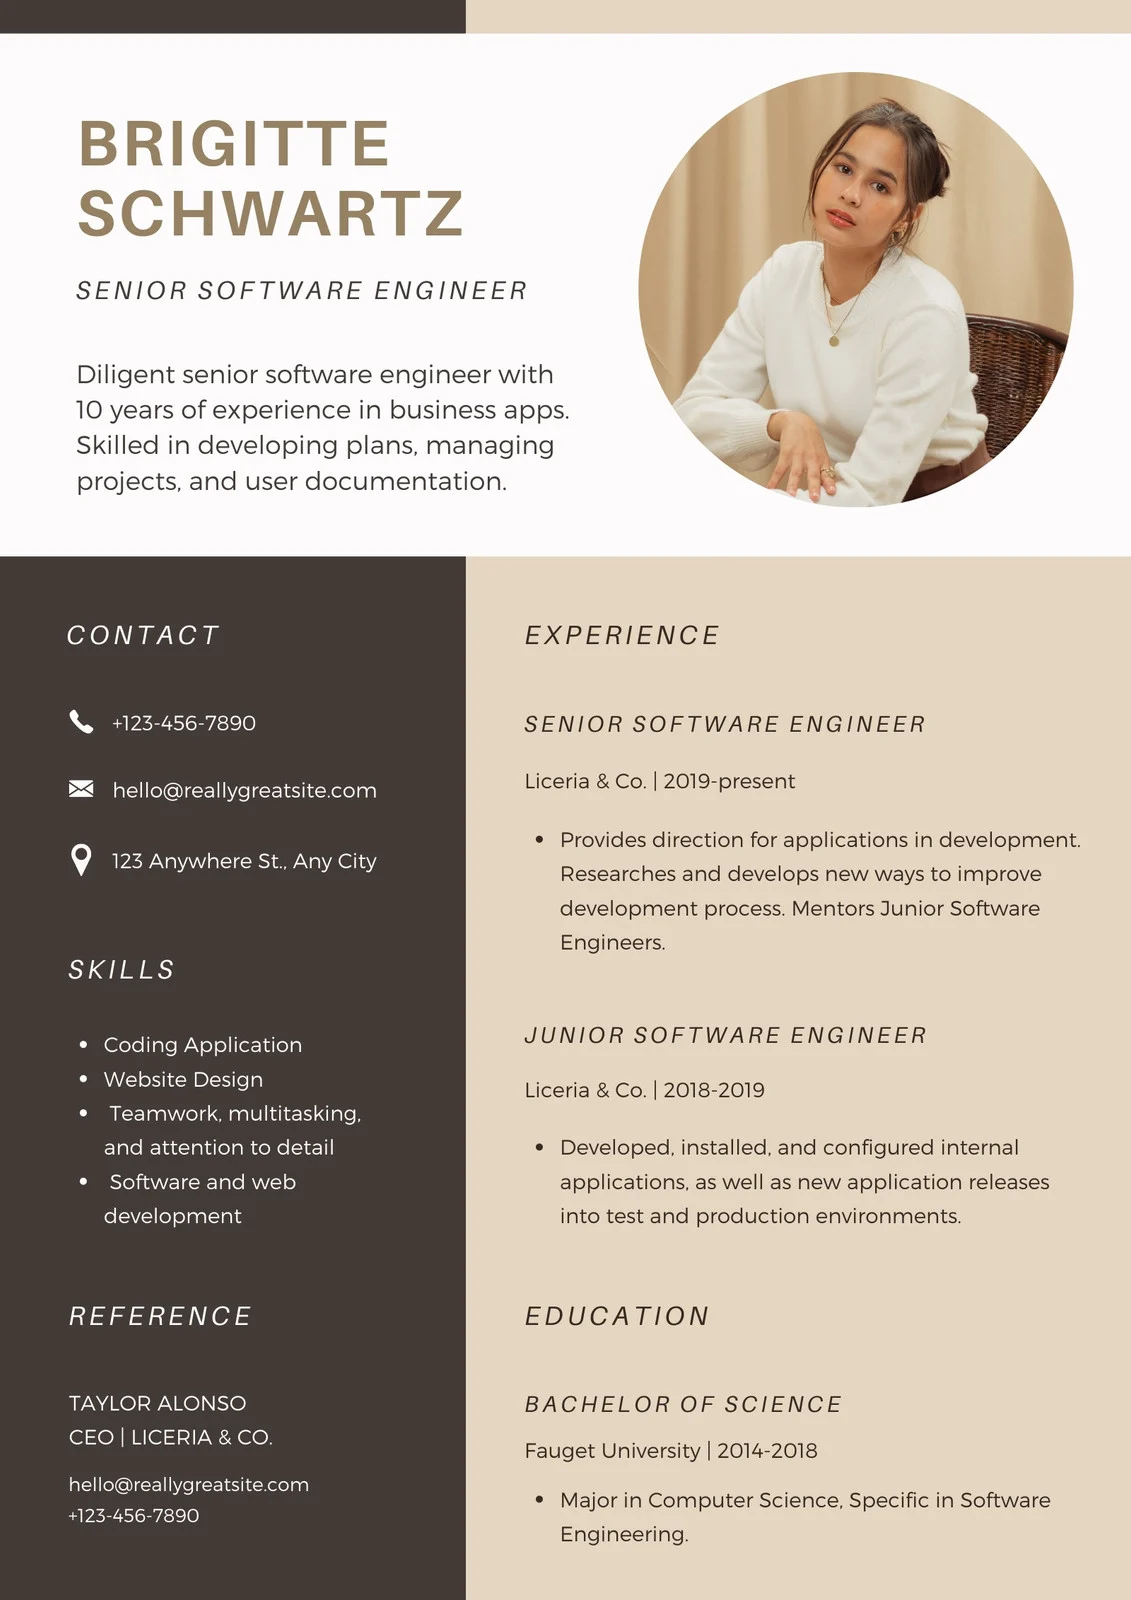 BRIGITTE
SCHWARTZ
SENIOR SOFTWARE ENGINEER
Diligent senior software engineer with
10 years of experience in business apps.
Skilled in developing plans, managing
projects, and user documentation.
CONTACT
+123-456-7890
hello@reallygreatsite.com
123 Anywhere St., Any City
SKILLS
• Coding Application
• Website Design
• Teamwork, multitasking,
and attention to detail
• Software and web
development
REFERENCE
TAYLOR ALONSO
CEO | LICERIA & CO.
hello@reallygreatsite.com
+123-456-7890
EXPERIENCE
SENIOR SOFTWARE ENGINEER
Liceria & Co. | 2019-present
• Provides direction for applications in development.
Researches and develops new ways to improve
development process. Mentors Junior Software
Engineers.
JUNIOR SOFTWARE ENGINEER
Liceria & Co. | 2018-2019
• Developed, installed, and configured internal
applications, as well as new application releases
into test and production environments.
EDUCATION
BACHELOR OF SCIENCE
Fauget University | 2014-2018
• Major in Computer Science, Specific in Software
Engineering.